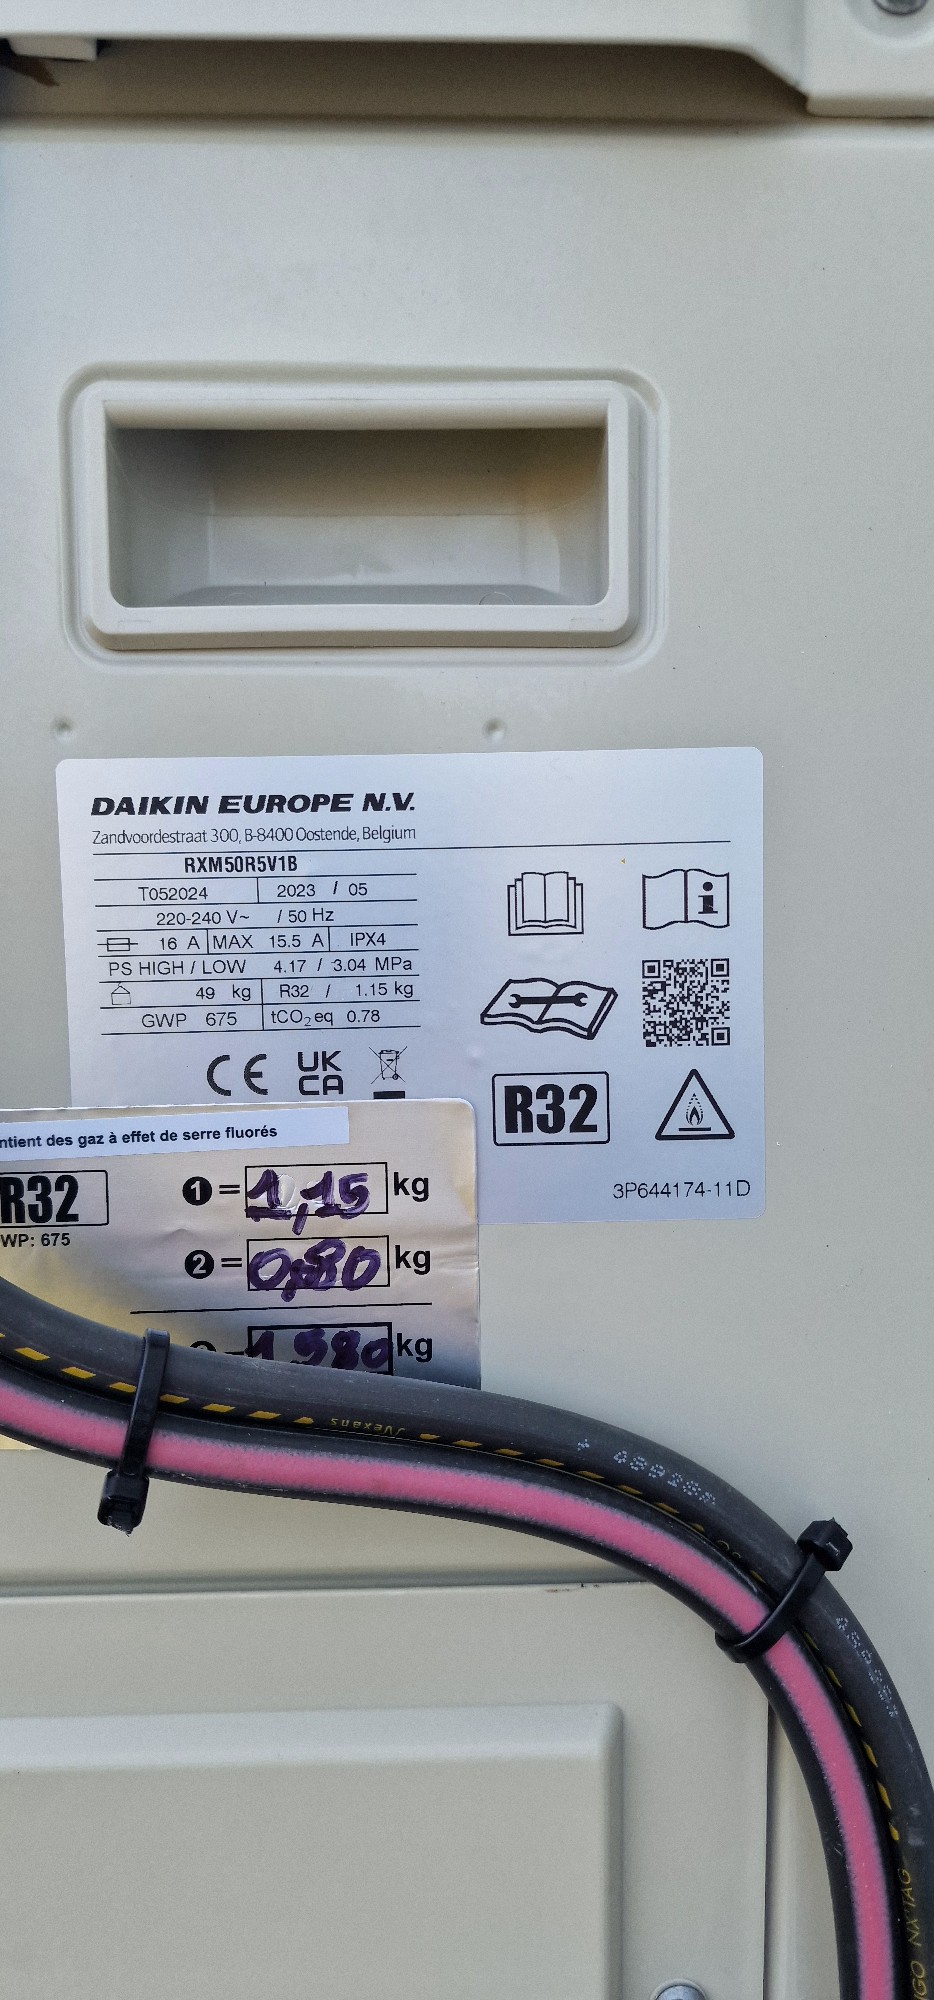 DAIKIN EUROPE N.V.
Zandvoordestraat 300, B-8400 Oostende, Belgium
RXM50R5V1B
T052024 2023 / 05
220-240 V~ / 50 Hz
16 A MAX 15.5 A IPX4
PS HIGH / LOW 4.17 / 3.04 MPa
49 kg R32 / 1.15 kg
GWP 675 tCO₂eq 0.78
CE UK
CA
R32
3P644174-11D
ntient des gaz à effet de serre fluorés
R32
WP: 675
1 = 1,15 kg
2 = 0,80 kg
kg
Nexans